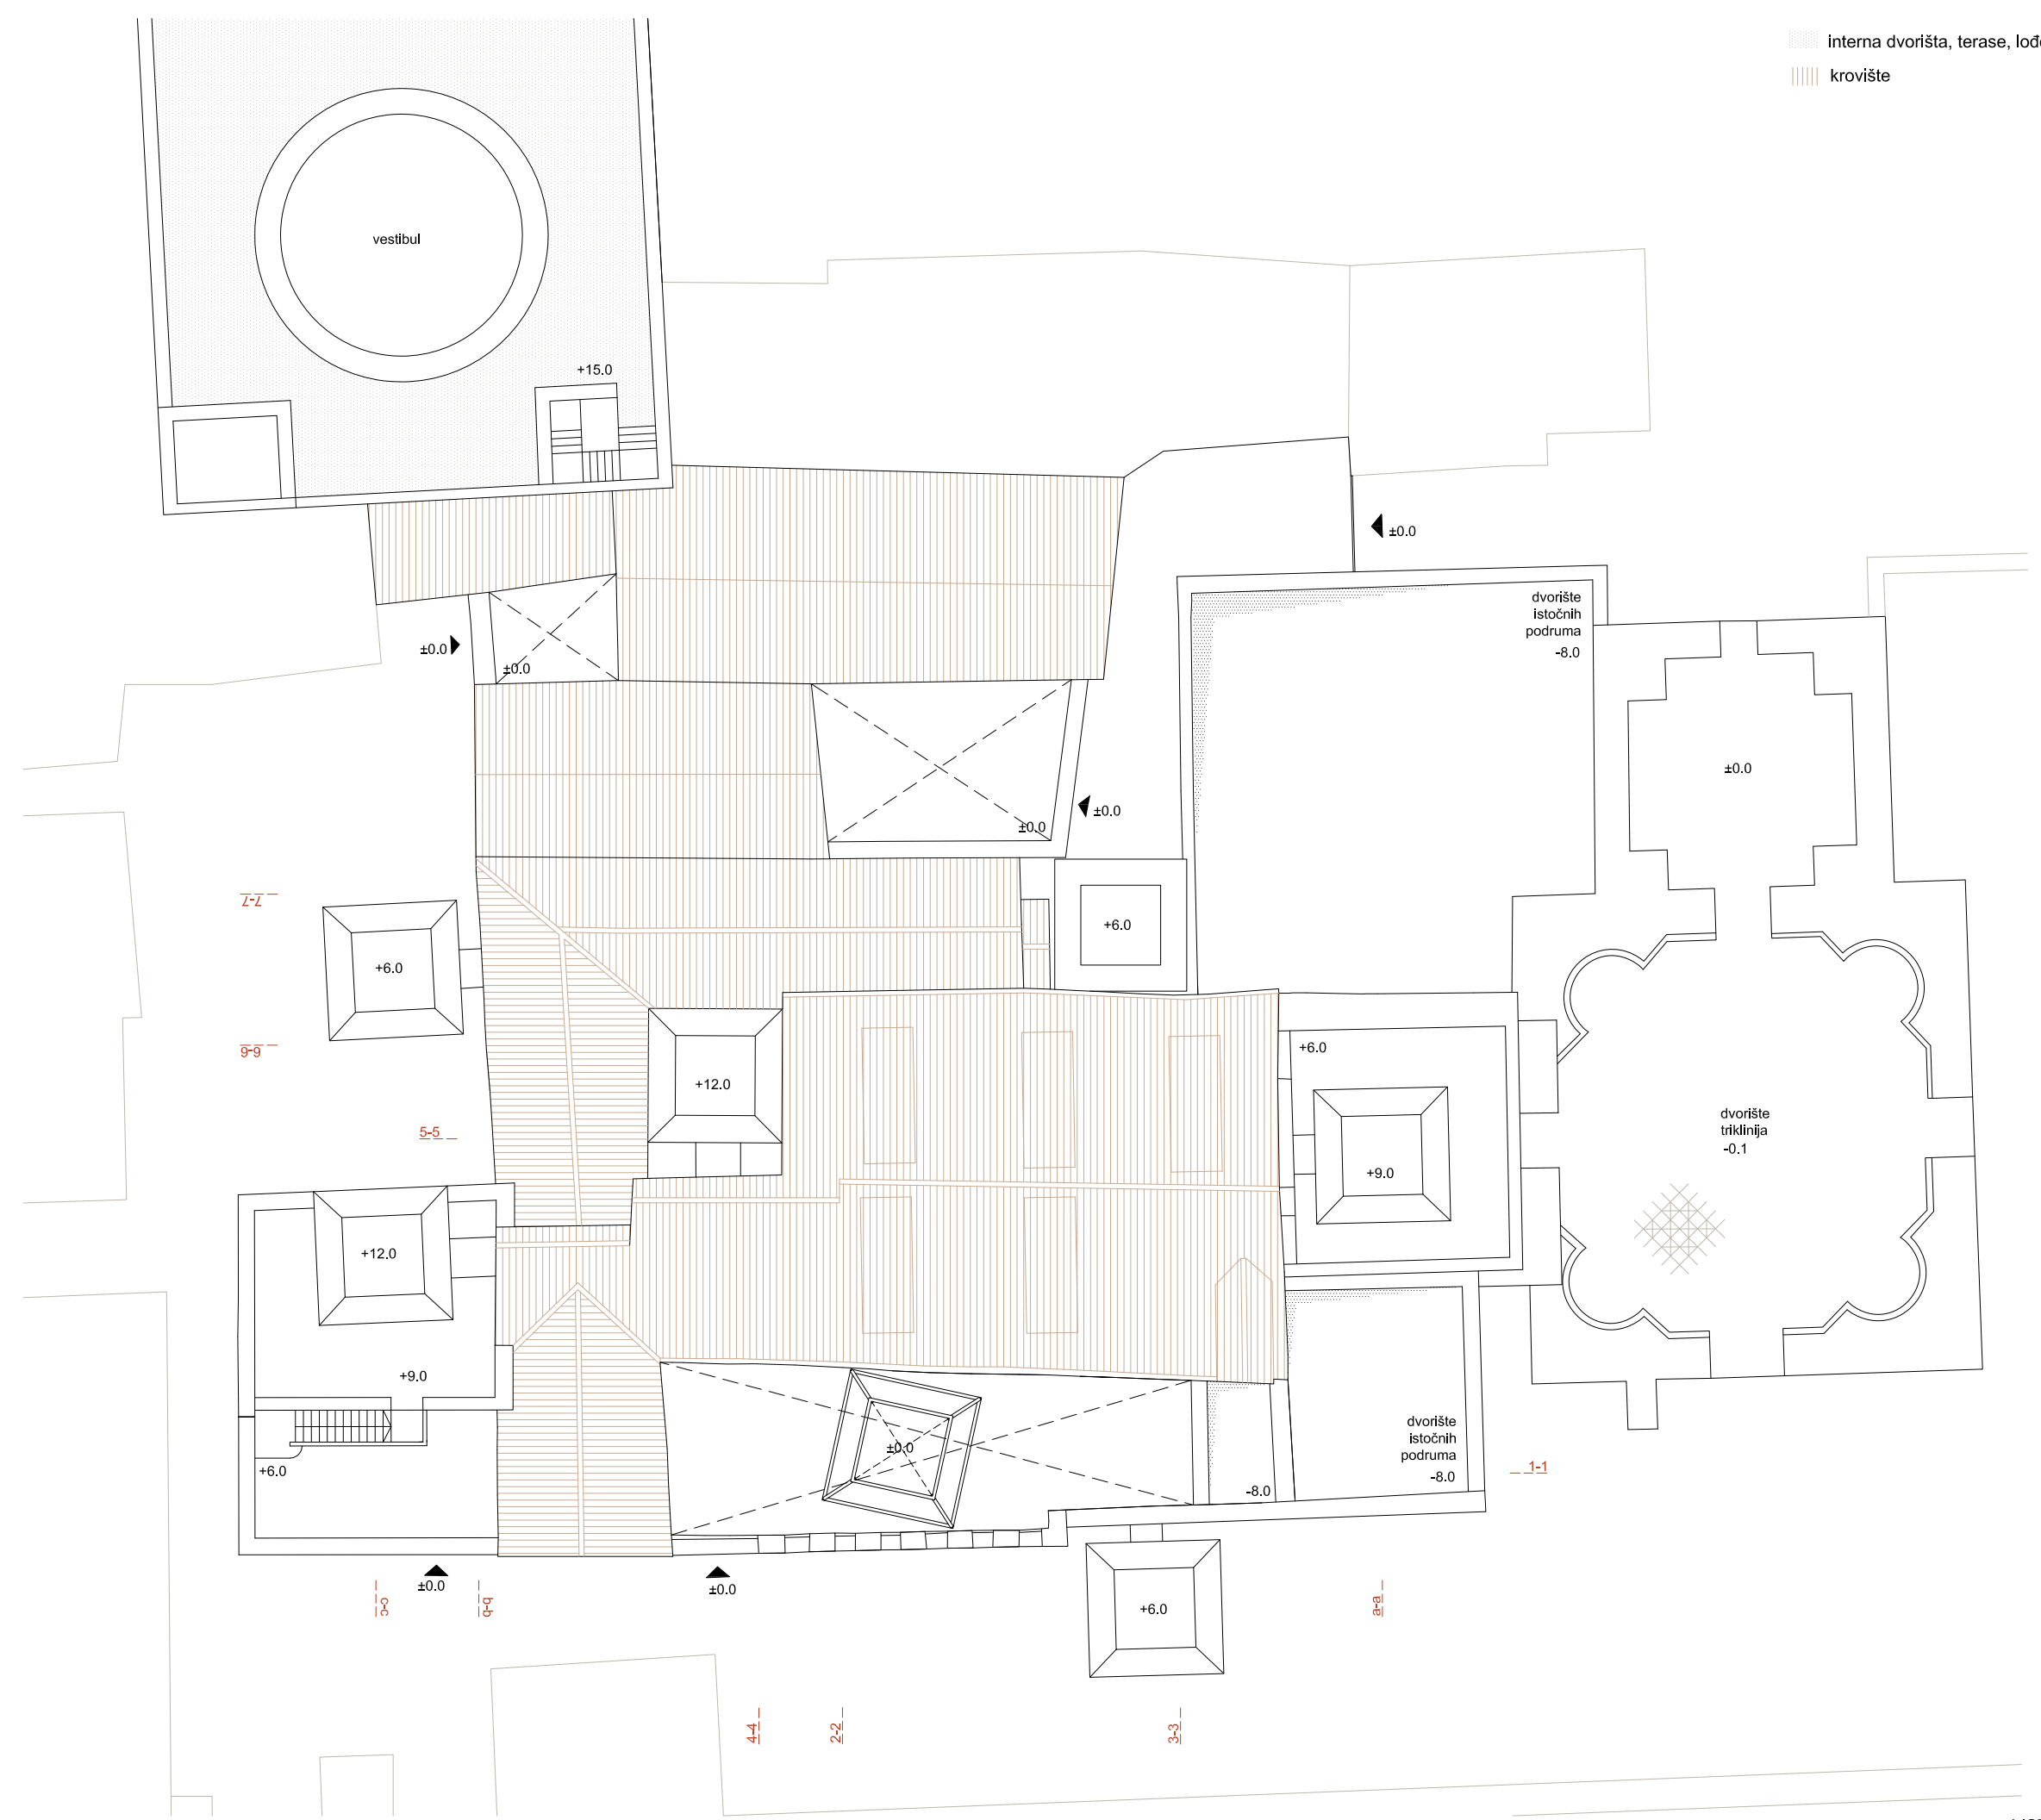 interna dvorišta, terase,
krovište
vestibul
+15.0
±0.0
dvorište
istočnih
podruma
-8.0
±0.0
±0.0
±0.0
±0.0
±0.0
7-7
+6.0
+6.0
6-6
+6.0
+12.0
5-5
dvorište
triklinija
-0.1
+9.0
+12.0
+9.0
dvorište
istočnih
podruma
-8.0
±0.0
+6.0
-8.0
1-1
±0.0
±0.0
c-c
b-b
+6.0
a-a
4-4
2-2
3-3